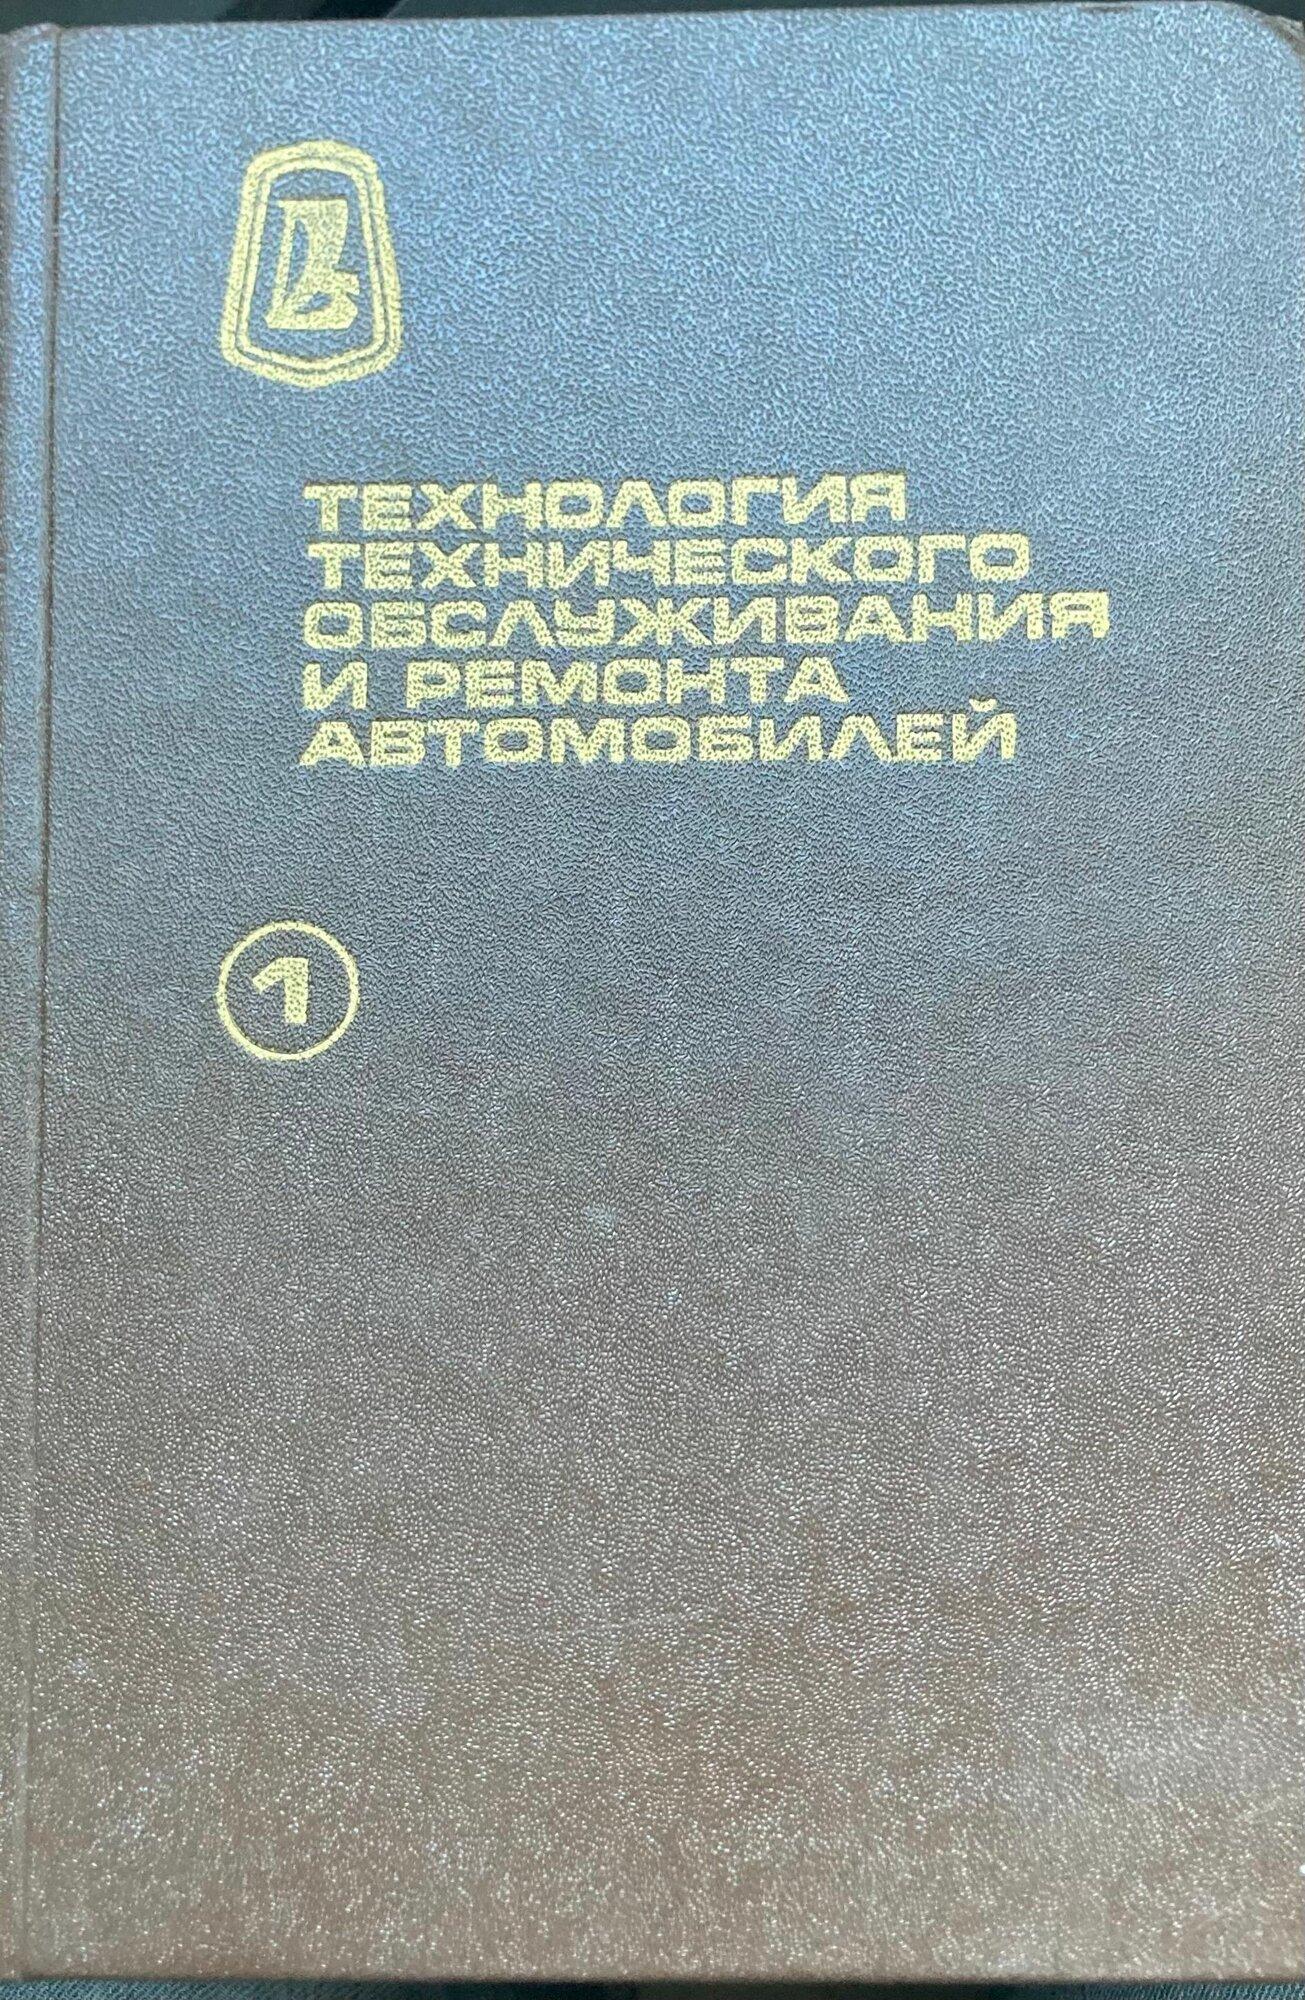 ТЕХНОЛОГИЯ
ТЕХНИЧЕСКОГО
ОБСЛУЖИВАНИЯ
И РЕМОНТА
АВТОМОБИЛЕЙ
1